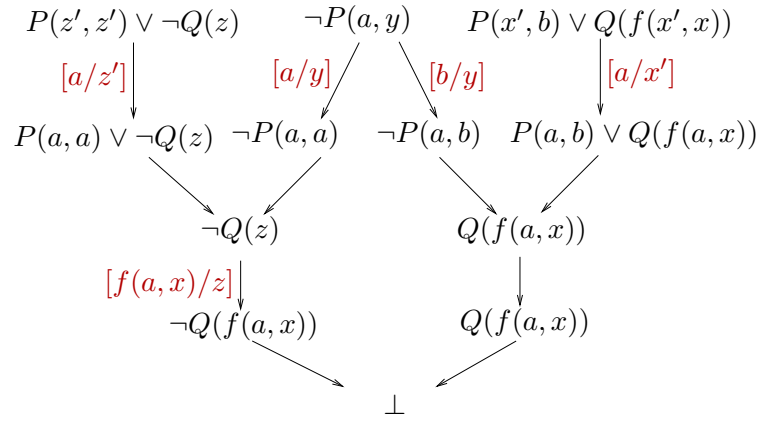 P(z′, z′) ∨ ¬Q(z) ¬P(a, y) P(x′, b) ∨ Q(f(x′, x))
[a/z′] [a/y] [b/y] [a/x′]
P(a, a) ∨ ¬Q(z) ¬P(a, a) ¬P(a, b) P(a, b) ∨ Q(f(a, x))
¬Q(z) Q(f(a, x))
[f(a, x)/z]
¬Q(f(a, x)) Q(f(a, x))
⊥